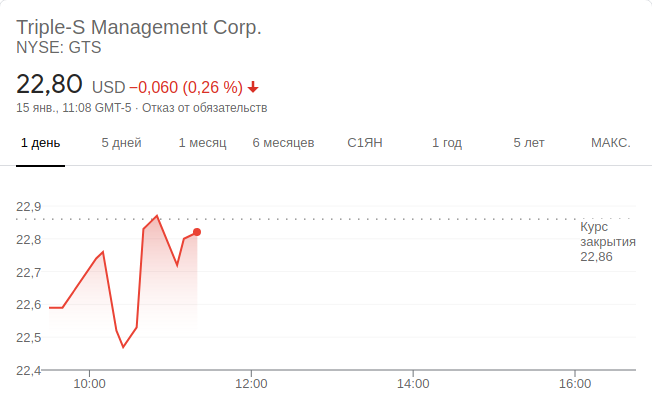 Triple-S Management Corp.
NYSE: GTS
22,80 USD −0,060 (0,26 %)
15 янв., 11:08 GMT-5 · Отказ от обязательств
1 день 5 дней 1 месяц 6 месяцев С1ЯН 1 год 5 лет МАКС.
22,9
22,8
22,7
22,6
22,5
22,4
Курс
закрытия
22,86
10:00 12:00 14:00 16:00